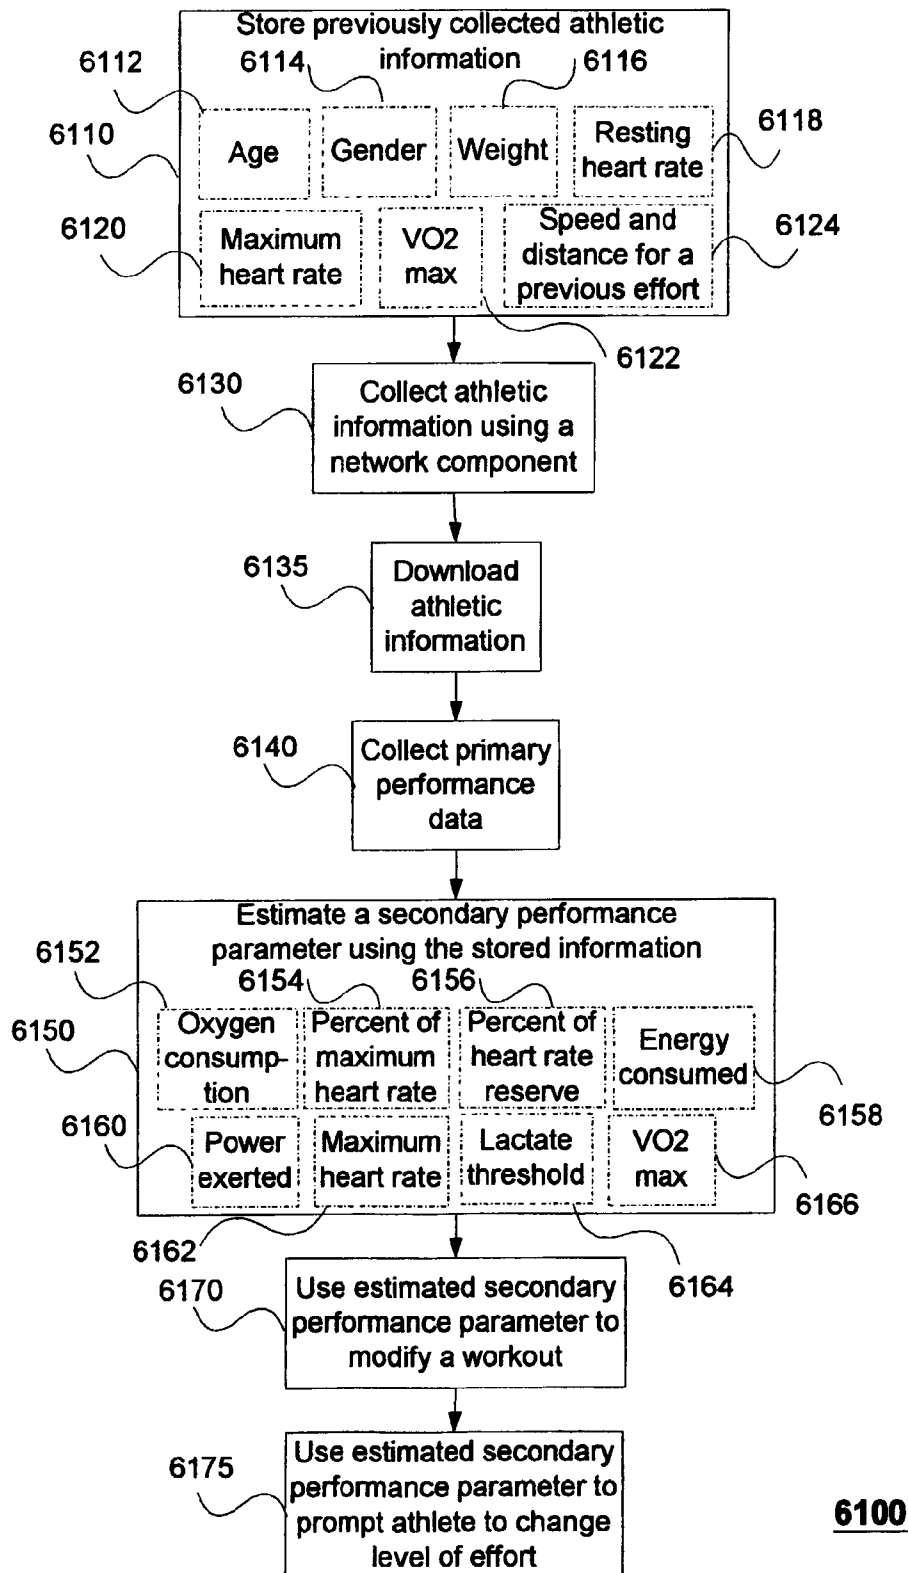 Store previously collected athletic
information
6112
6114
6116
6110
Age
Gender
Weight
Resting
heart rate
6118
6120
Maximum
heart rate
VO2
max
Speed and
distance for a
previous effort
6124
6122
6130
Collect athletic
information using a
network component
6135
Download
athletic
information
6140
Collect primary
performance
data
Estimate a secondary performance
parameter using the stored information
6152
6154
6156
6150
Oxygen
consump-
tion
Percent of
maximum
heart rate
Percent of
heart rate
reserve
Energy
consumed
6158
6160
Power
exerted
Maximum
heart rate
Lactate
threshold
VO2
max
6166
6162
6164
6170
Use estimated secondary
performance parameter to
modify a workout
6175
Use estimated secondary
performance parameter to
prompt athlete to change
level of effort
6100